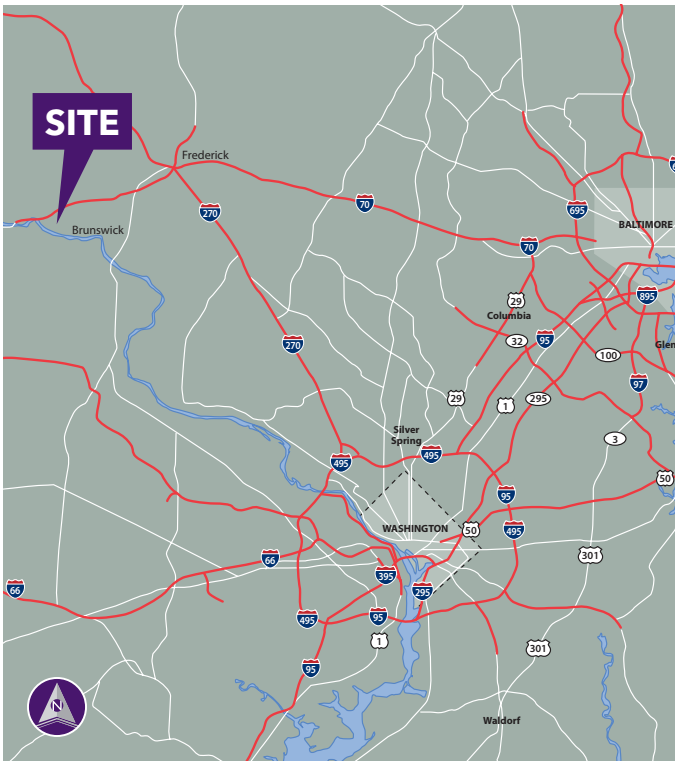 SITE
Frederick
270
70
695
BALTIMORE
Brunswick
70
895
29
Columbia
32
95
100
Glen
270
97
29
1
295
3
Silver
Spring
495
495
50
95
WASHINGTON
50
495
66
301
395
66
295
495
95
1
301
95
N
Waldorf